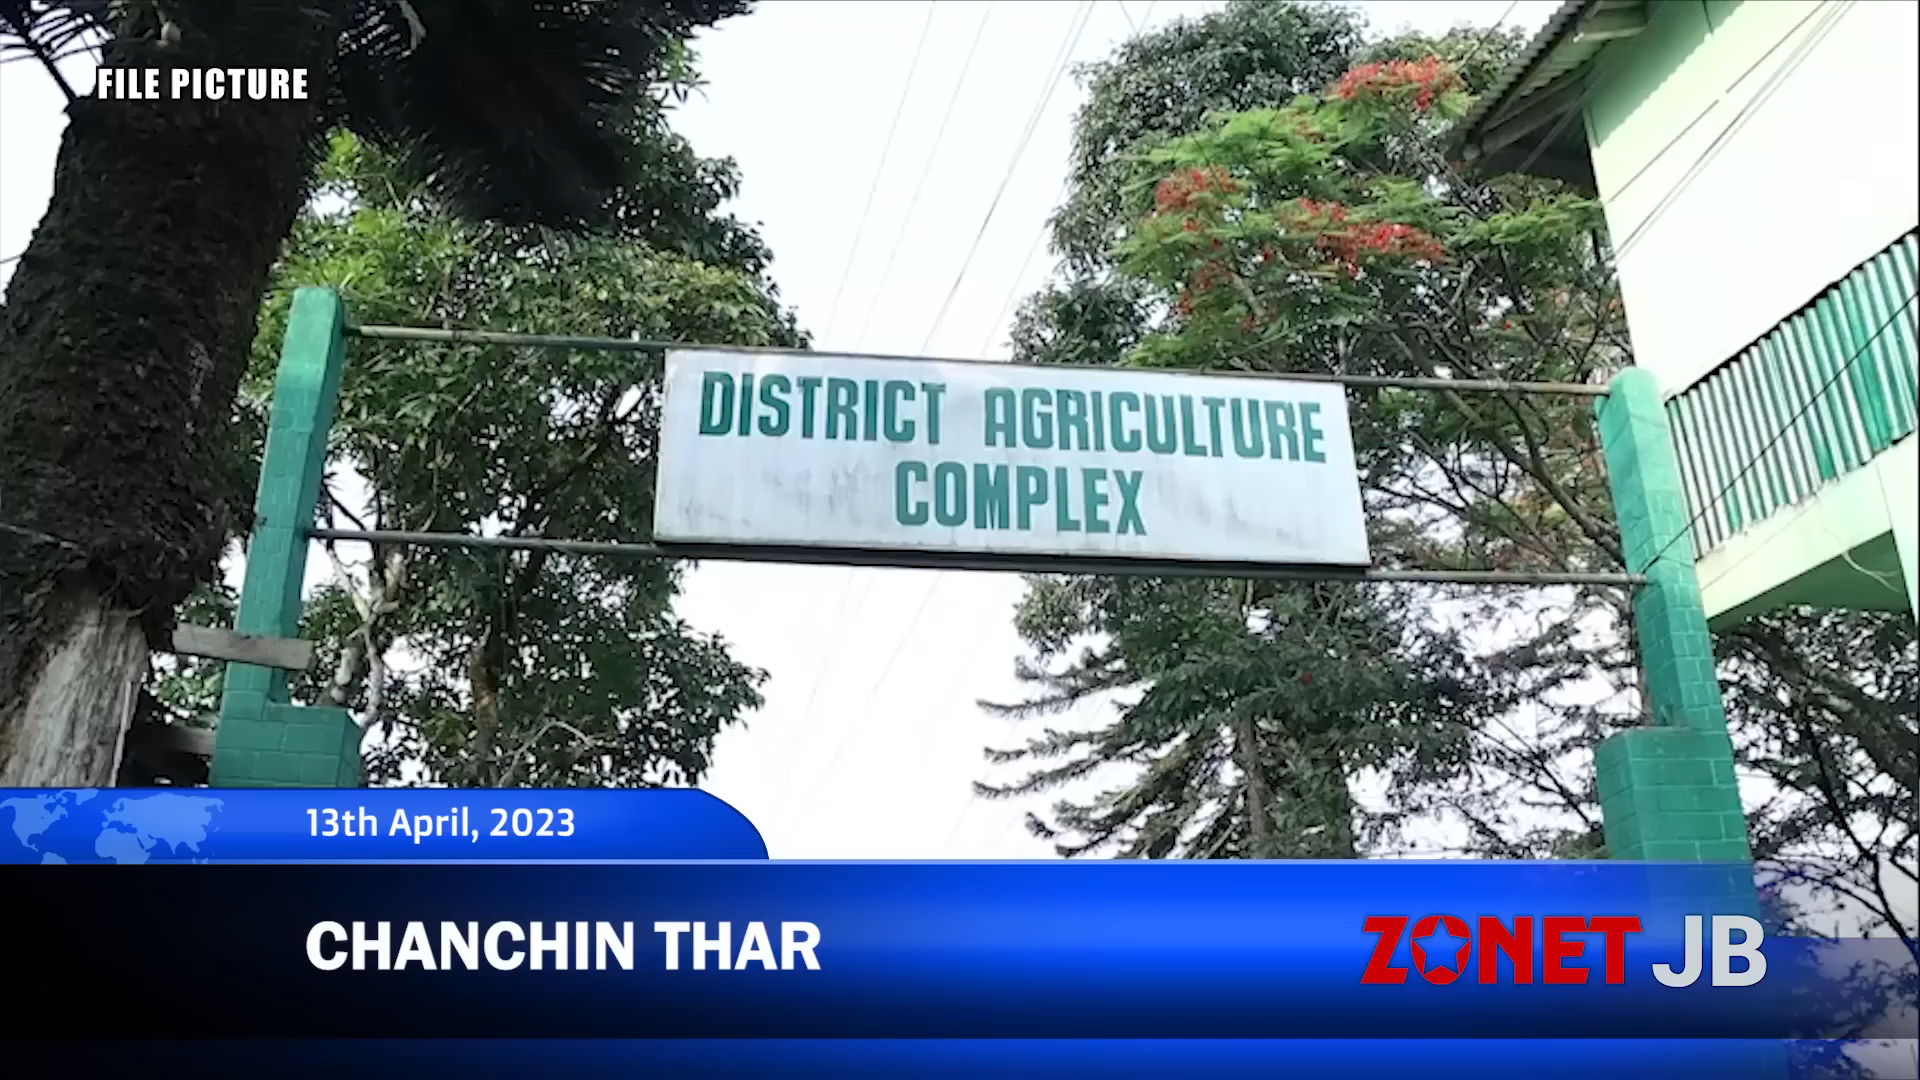 FILE PICTURE
DISTRICT AGRICULTURE
COMPLEX
13th April, 2023
CHANCHIN THAR
ZONET JB